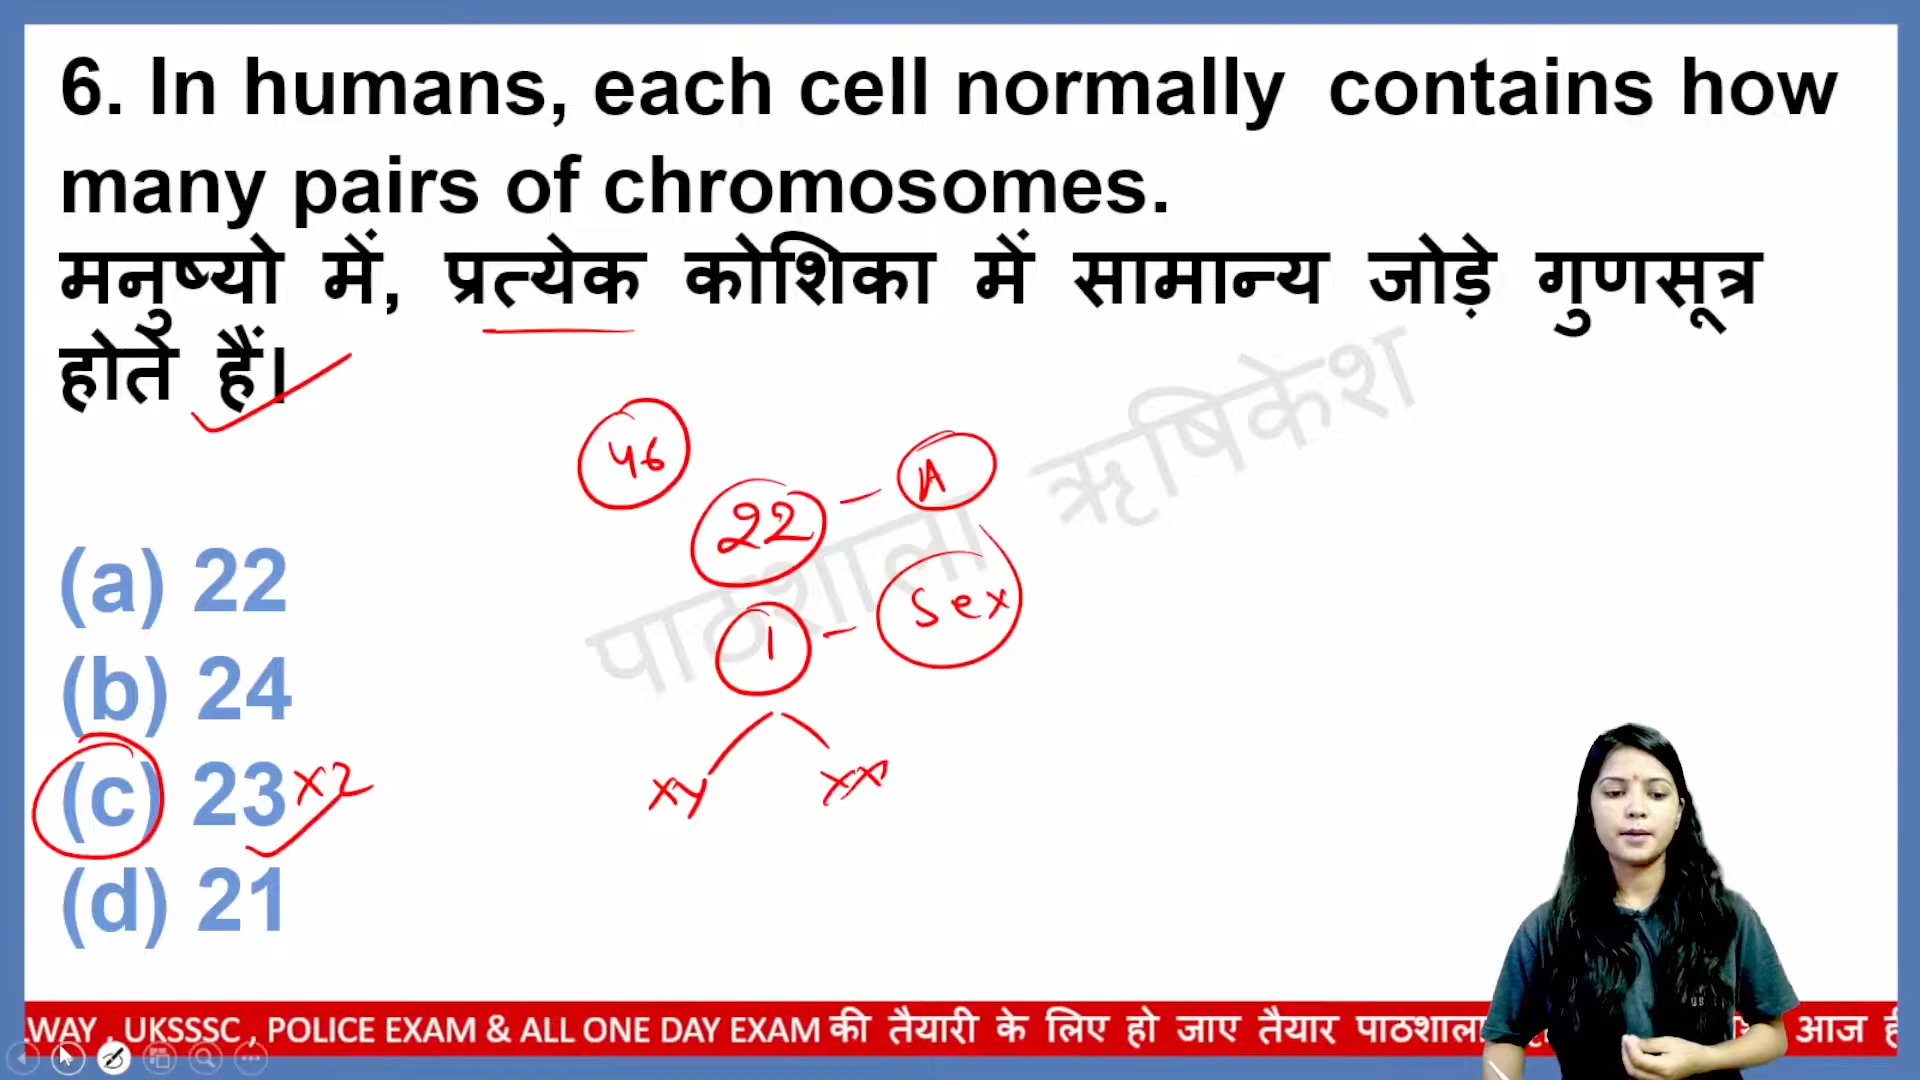 6. In humans, each cell normally contains how
many pairs of chromosomes.
मनुष्यो में, प्रत्येक कोशिका में सामान्य जोड़े गुणसूत्र
होते हैं।
46
22 - A
1 - Sex
xy xx
(a) 22
(b) 24
(c) 23 x2
(d) 21
पाठशाला ऋषिकेश
WAY , UKSSSC , POLICE EXAM & ALL ONE DAY EXAM की तैयारी के लिए हो जाए तैयार पाठशाला आज